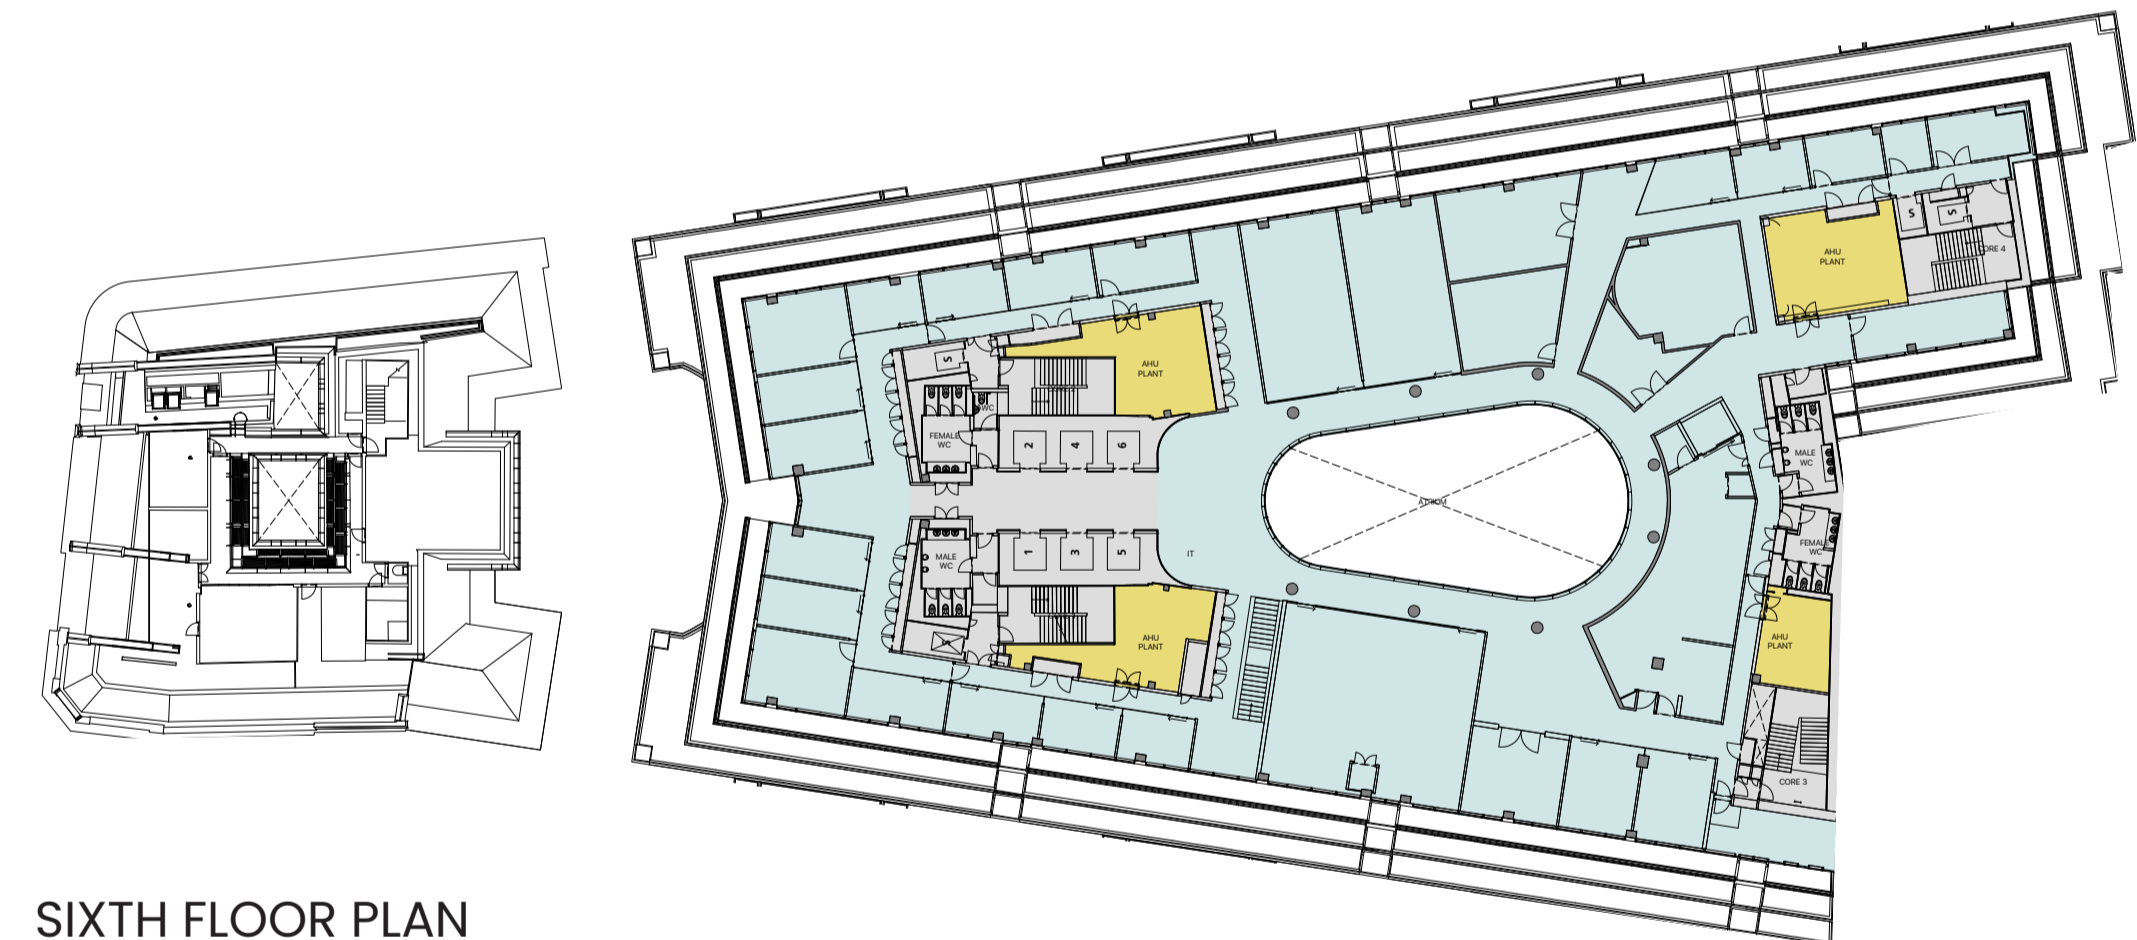 AHU
PLANT
S
S
CORE 4
AHU
PLANT
S
WC
FEMALE
WC
2
4
6
MALE
WC
ATRIUM
MALE
WC
1
3
5
IT
FEMALE
WC
AHU
PLANT
AHU
PLANT
S
CORE 3
SIXTH FLOOR PLAN